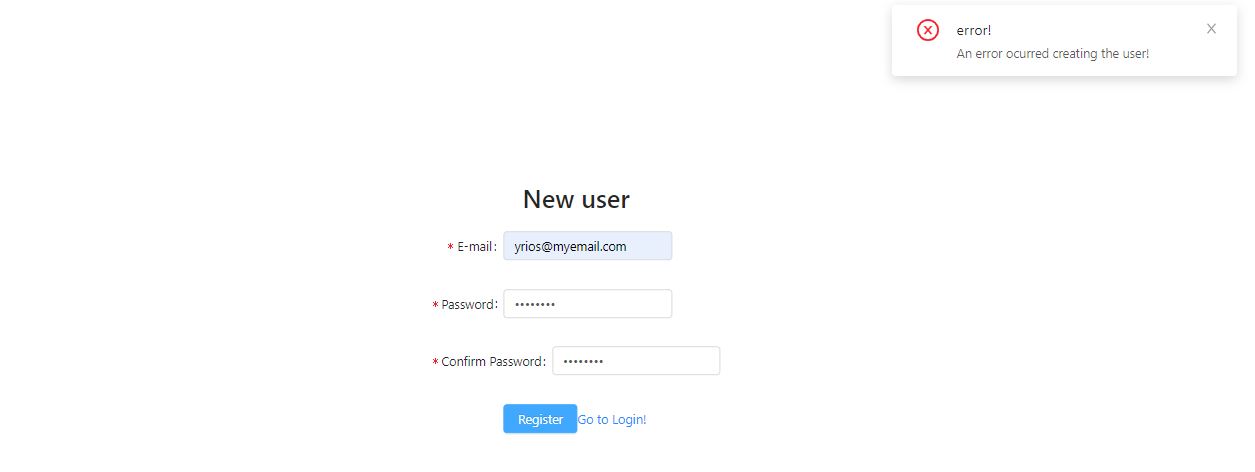 error!
An error ocurred creating the user!
New user
* E-mail: yrios@myemail.com
* Password: ••••••••
* Confirm Password: ••••••••
Register Go to Login!